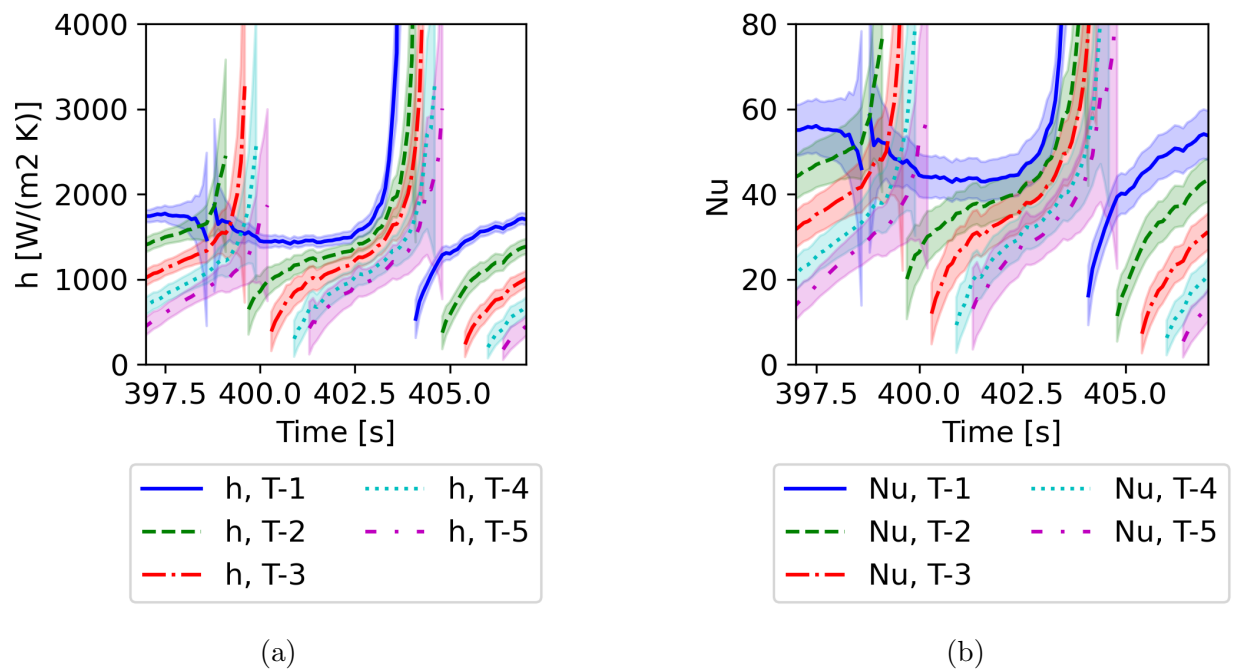 4000
3000
2000
1000
0
h [W/(m2 K)]
397.5 400.0 402.5 405.0
Time [s]
h, T-1
h, T-2
h, T-3
h, T-4
h, T-5
(a)
80
60
40
20
0
Nu
397.5 400.0 402.5 405.0
Time [s]
Nu, T-1
Nu, T-2
Nu, T-3
Nu, T-4
Nu, T-5
(b)